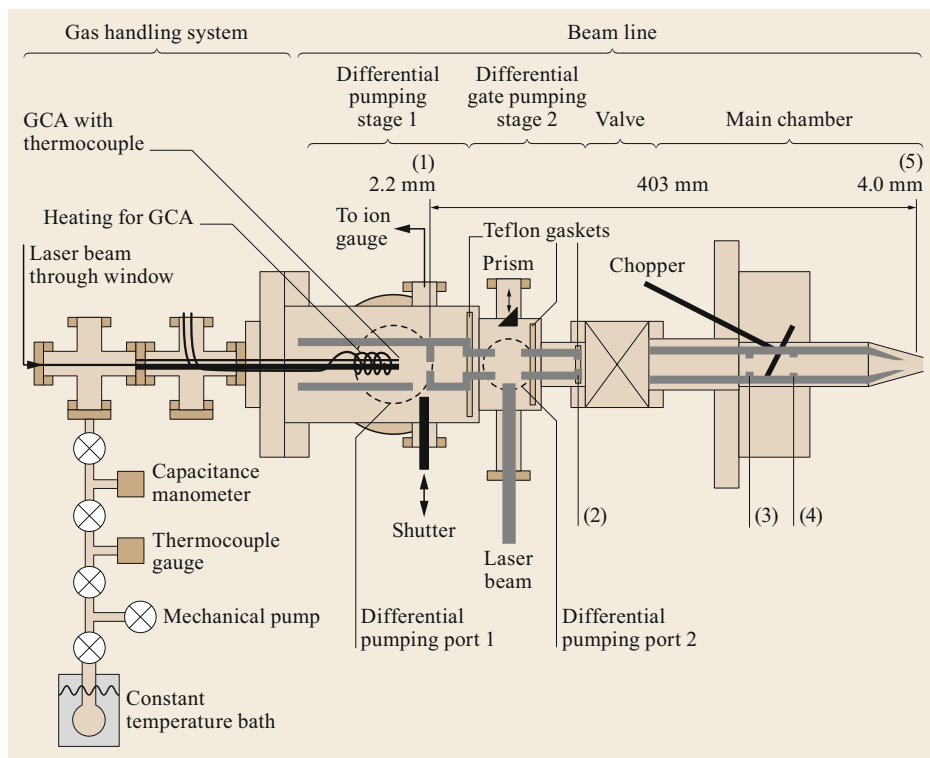 Gas handling system
Beam line
Differential
pumping
stage 1
Differential
gate pumping
stage 2
Valve
Main chamber
GCA with
thermocouple
(1)
2.2 mm
403 mm
(5)
4.0 mm
Heating for GCA
To ion
gauge
Teflon gaskets
Laser beam
through window
Prism
Chopper
Capacitance
manometer
(2)
(3)
(4)
Shutter
Thermocouple
gauge
Laser
beam
Mechanical pump
Differential
pumping port 1
Differential
pumping port 2
Constant
temperature bath